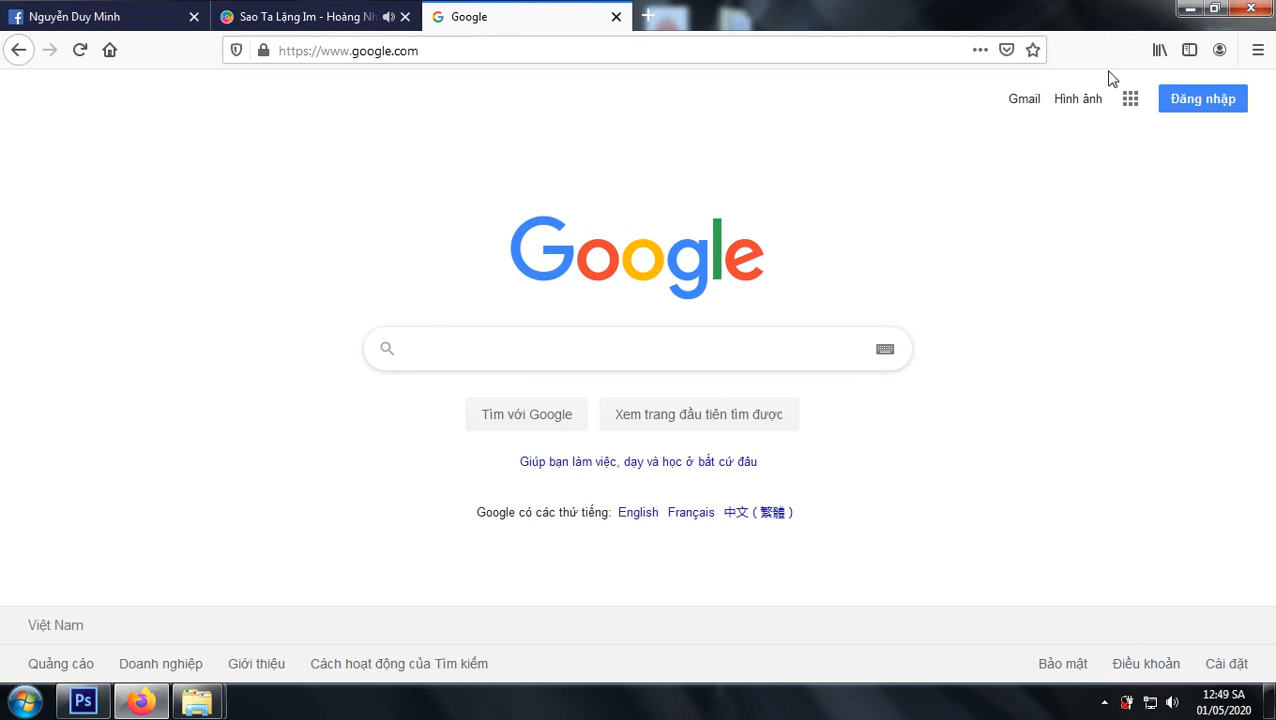 Nguyễn Duy Minh
Sao Ta Lặng Im - Hoàng Nh
Google
https://www.google.com
Gmail Hình ảnh Đăng nhập
Google
Tìm với Google Xem trang đầu tiên tìm được
Giúp bạn làm việc, dạy và học ở bất cứ đâu
Google có các thứ tiếng: English Français 中文 (繁體)
Việt Nam
Quảng cáo Doanh nghiệp Giới thiệu Cách hoạt động của Tìm kiếm Bảo mật Điều khoản Cài đặt
Ps
12:49 SA
01/05/2020